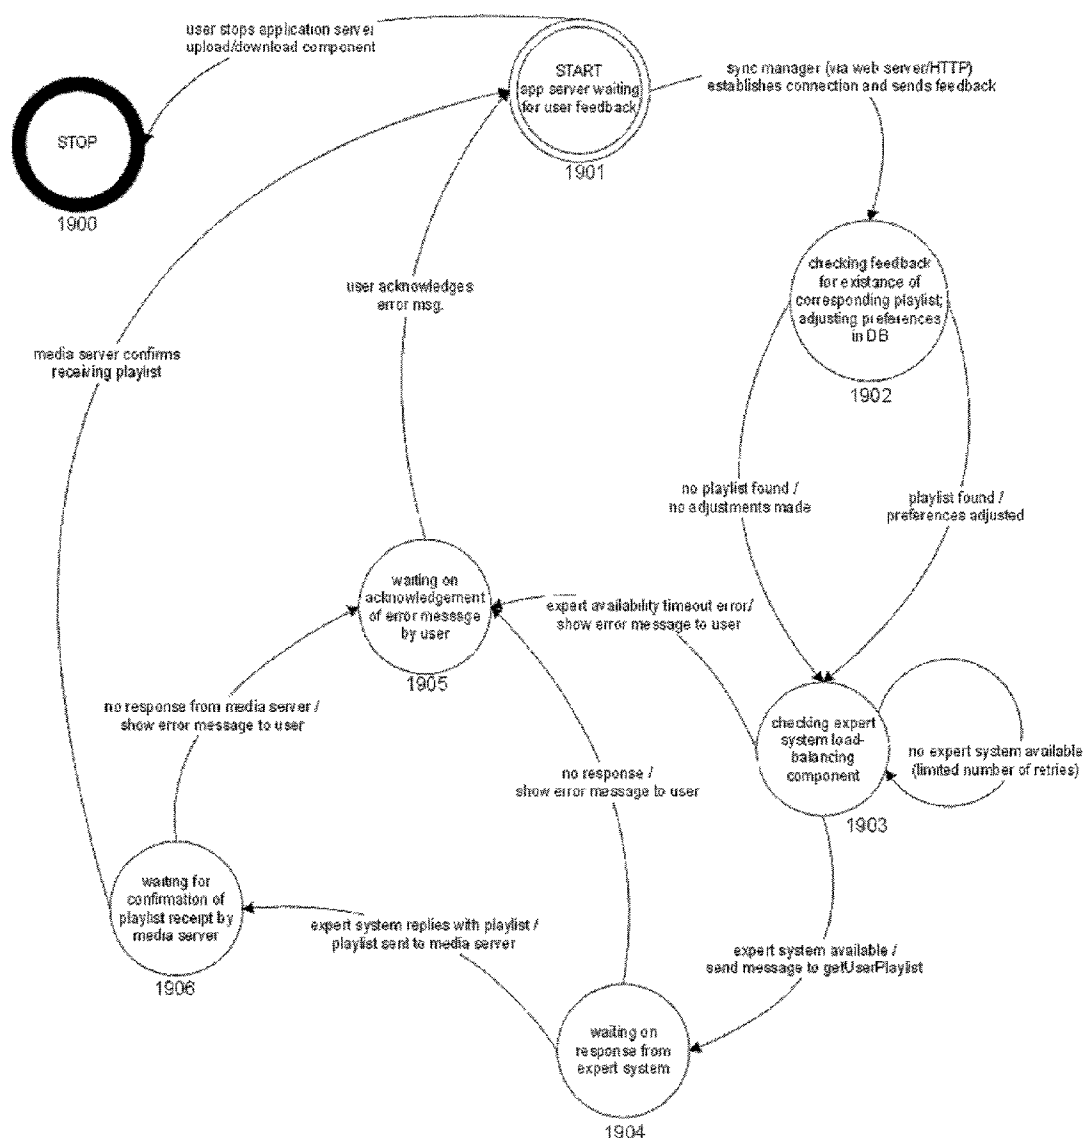 user stops application server
upload/download component
START
app server waiting
for user feedback
1901
sync manager (via web server/HTTP)
establishes connection and sends feedback
STOP
1900
checking feedback
for existance of
corresponding playlist;
adjusting preferences
in DB
1902
user acknowledges
error msg.
media server confirms
receiving playlist
no playlist found /
no adjustments made
playlist found /
preferences adjusted
waiting on
acknowledgement
of error message
by user
1905
expert availability timeout error/
show error message to user
no response from media server /
show error message to user
checking expert
system load-
balancing
component
1903
no expert system available
(limited number of retries)
no response /
show error message to user
waiting for
confirmation of
playlist receipt by
media server
1906
expert system replies with playlist /
playlist sent to media server
expert system available /
send message to getUserPlaylist
waiting on
response from
expert system
1904